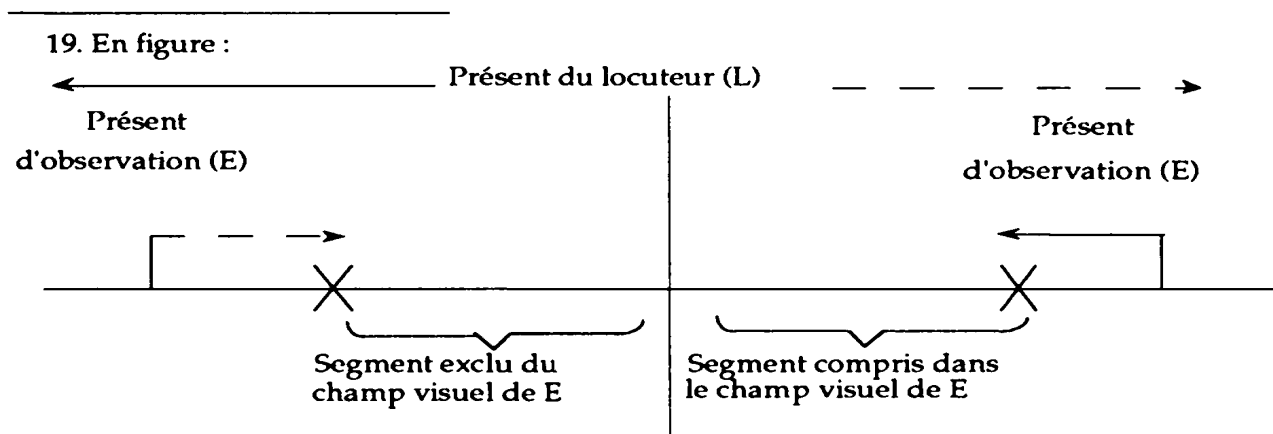 19. En figure :
Présent du locuteur (L)
Présent
d'observation (E)
Présent
d'observation (E)
Segment exclu du
champ visuel de E
Segment compris dans
le champ visuel de E